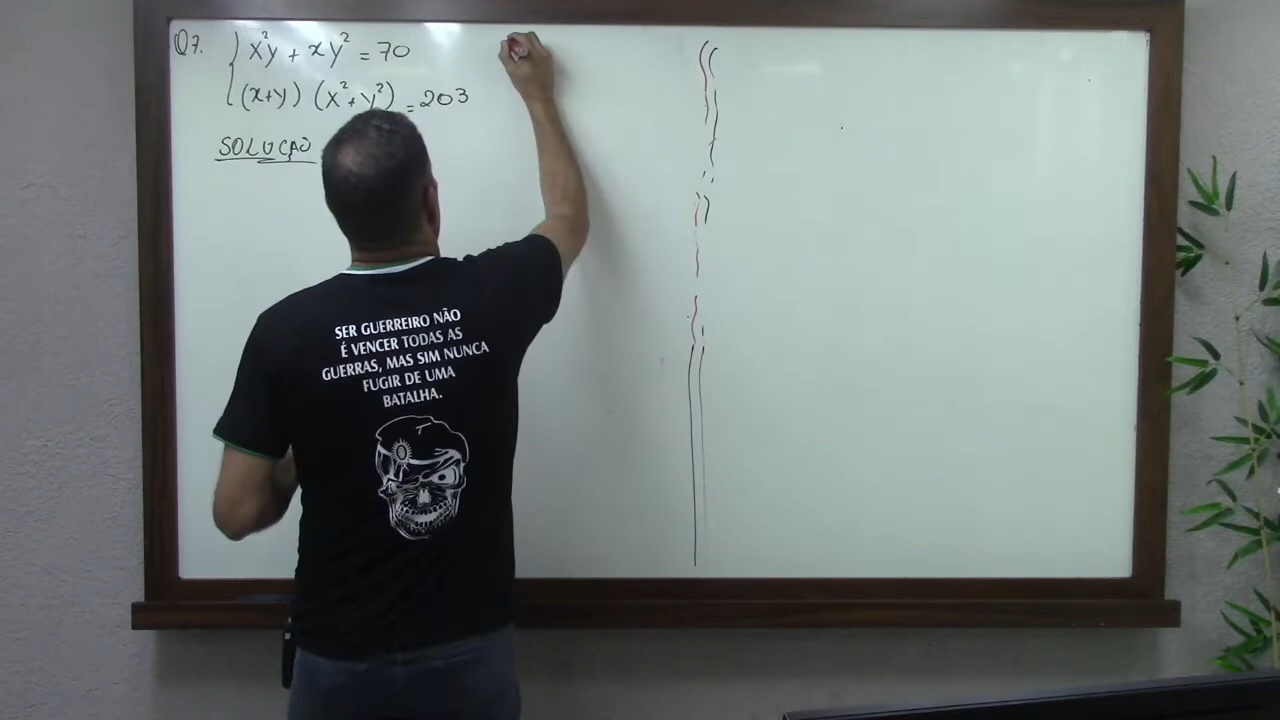 Q7. x²y + xy² = 70
(x+y) (x²+y²) = 203
SOLUÇÃO
SER GUERREIRO NÃO
É VENCER TODAS AS
GUERRAS, MAS SIM NUNCA
FUGIR DE UMA
BATALHA.